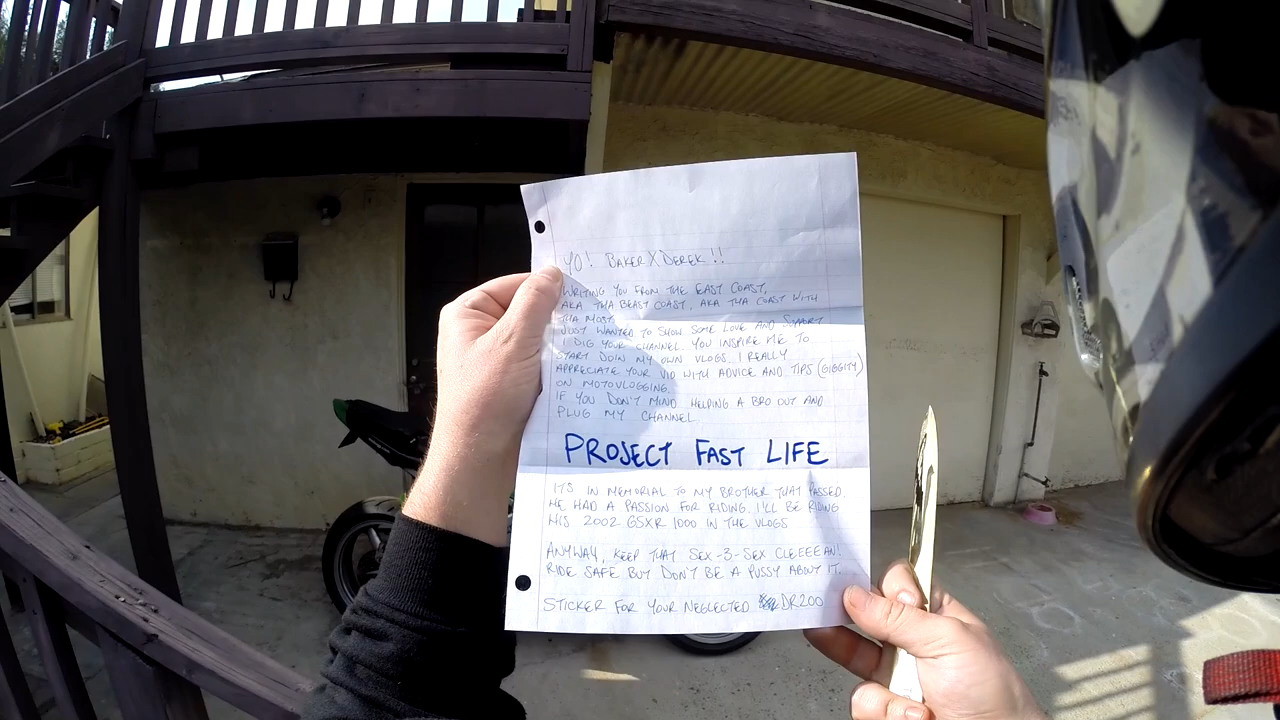 YO! BAKER X DEREK!!
WRITING YOU FROM THE EAST COAST,
AKA THA BEAST COAST, AKA THA COAST WITH
THA MOST.
JUST WANTED TO SHOW SOME LOVE AND SUPPORT
I DIG YOUR CHANNEL. YOU INSPIRE ME TO
START DOIN MY OWN VLOGS. I REALLY
APPRECIATE YOUR VID WITH ADVICE AND TIPS (GIGGITY)
ON MOTOVLOGGING.
IF YOU DON'T MIND HELPING A BRO OUT AND
PLUG MY CHANNEL.
PROJECT FAST LIFE
ITS IN MEMORIAL TO MY BROTHER THAT PASSED.
HE HAD A PASSION FOR RIDING. I'LL BE RIDING
HIS 2002 GSXR 1000 IN THE VLOGS
ANYWAY, KEEP THAT SEX-3-SEX CLEEEEAN!
RIDE SAFE BUT DON'T BE A PUSSY ABOUT IT.
STICKER FOR YOUR NEGLECTED DR200